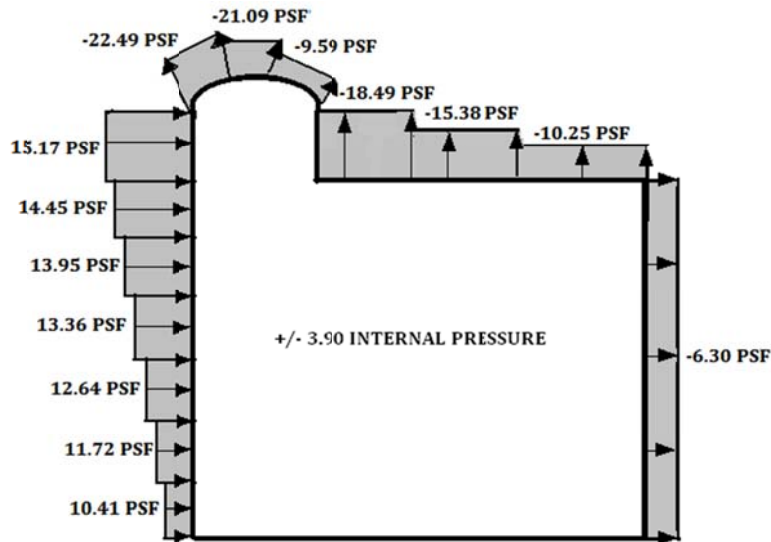 -21.09 PSF
-22.49 PSF
-9.59 PSF
-18.49 PSF
-15.38 PSF
-10.25 PSF
15.17 PSF
14.45 PSF
13.95 PSF
13.36 PSF
+/- 3.90 INTERNAL PRESSURE
-6.30 PSF
12.64 PSF
11.72 PSF
10.41 PSF